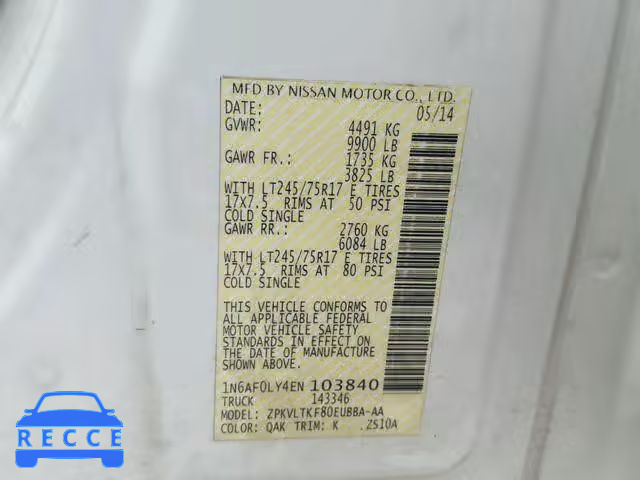 MFD BY NISSAN MOTOR CO., LTD.
DATE: 05/14
GVWR: 4491 KG
9900 LB
GAWR FR.: 1735 KG
3825 LB
WITH LT245/75R17 E TIRES
17X7.5 RIMS AT 50 PSI
COLD SINGLE
GAWR RR.: 2760 KG
6084 LB
WITH LT245/75R17 E TIRES
17X7.5 RIMS AT 80 PSI
COLD SINGLE
THIS VEHICLE CONFORMS TO
ALL APPLICABLE FEDERAL
MOTOR VEHICLE SAFETY
STANDARDS IN EFFECT ON
THE DATE OF MANUFACTURE
SHOWN ABOVE.
1N6AF0LY4EN 103840
TRUCK 143346
MODEL: ZPKVLTKF80EUBBA-AA
COLOR: QAK TRIM: K ZS10A
RECCE